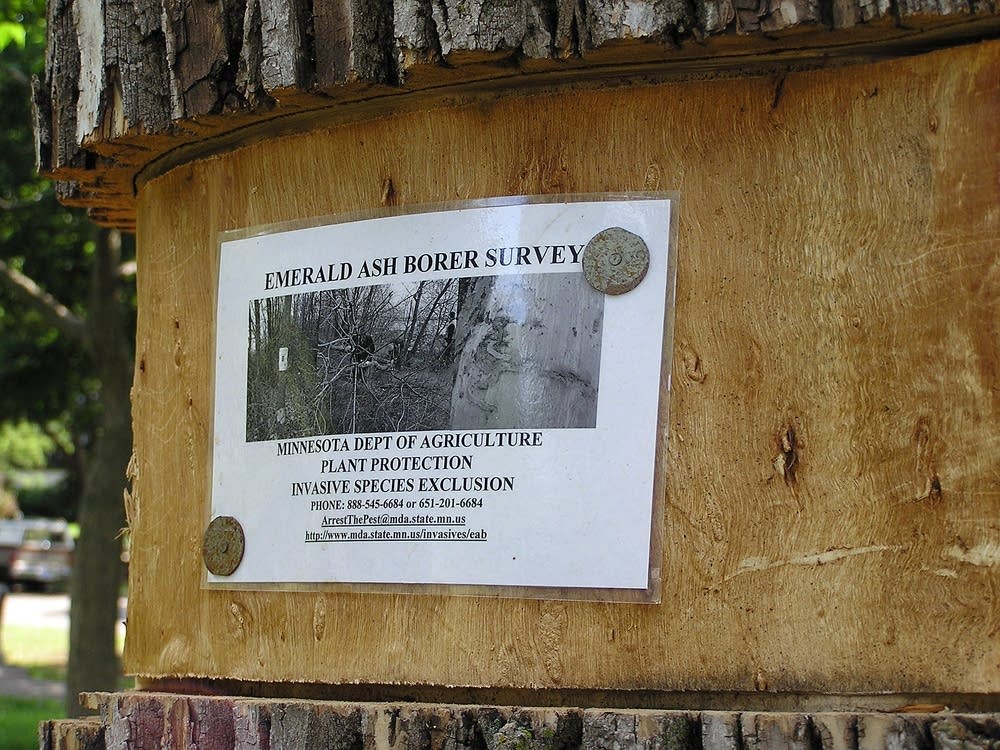 EMERALD ASH BORER SURVEY
MINNESOTA DEPT OF AGRICULTURE
PLANT PROTECTION
INVASIVE SPECIES EXCLUSION
PHONE: 888-545-6684 or 651-201-6684
ArrestThePest@mda.state.mn.us
http://www.mda.state.mn.us/invasives/eab